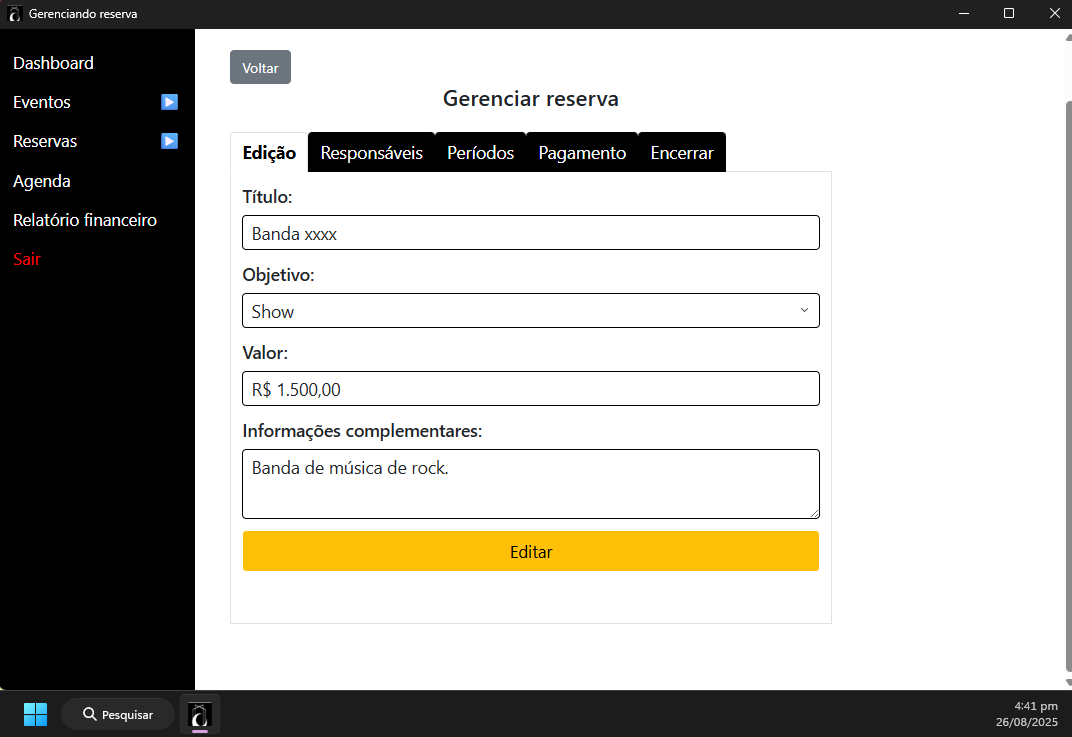 Gerenciando reserva
Dashboard
Eventos
Reservas
Agenda
Relatório financeiro
Sair
Voltar
Gerenciar reserva
Edição Responsáveis Períodos Pagamento Encerrar
Título:
Banda xxxx
Objetivo:
Show
Valor:
R$ 1.500,00
Informações complementares:
Banda de música de rock.
Editar
Pesquisar
4:41 pm
26/08/2025